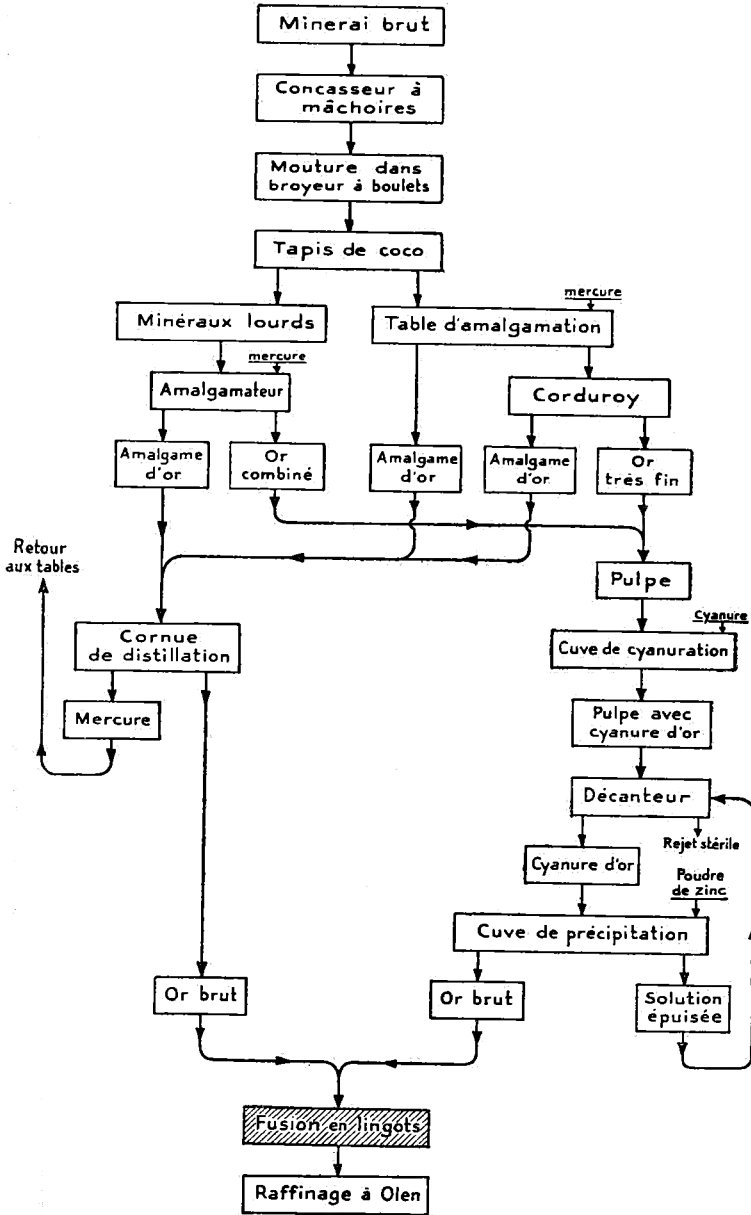 Minerai brut
Concasseur à
mâchoires
Mouture dans
broyeur à boulets
Tapis de coco
Minéraux lourds
mercure
Table d'amalgamation
mercure
Amalgamateur
Corduroy
Amalgame
d'or
Or
combiné
Amalgame
d'or
Amalgame
d'or
Or
très fin
Retour
aux tables
Pulpe
Cyanure
Cornue
de distillation
Cuve de cyanuration
Mercure
Pulpe avec
cyanure d'or
Décanteur
Rejet stérile
Cyanure d'or
Poudre
de zinc
Cuve de précipitation
Or brut
Or brut
Solution
épuisée
Fusion en lingots
Raffinage à Olen